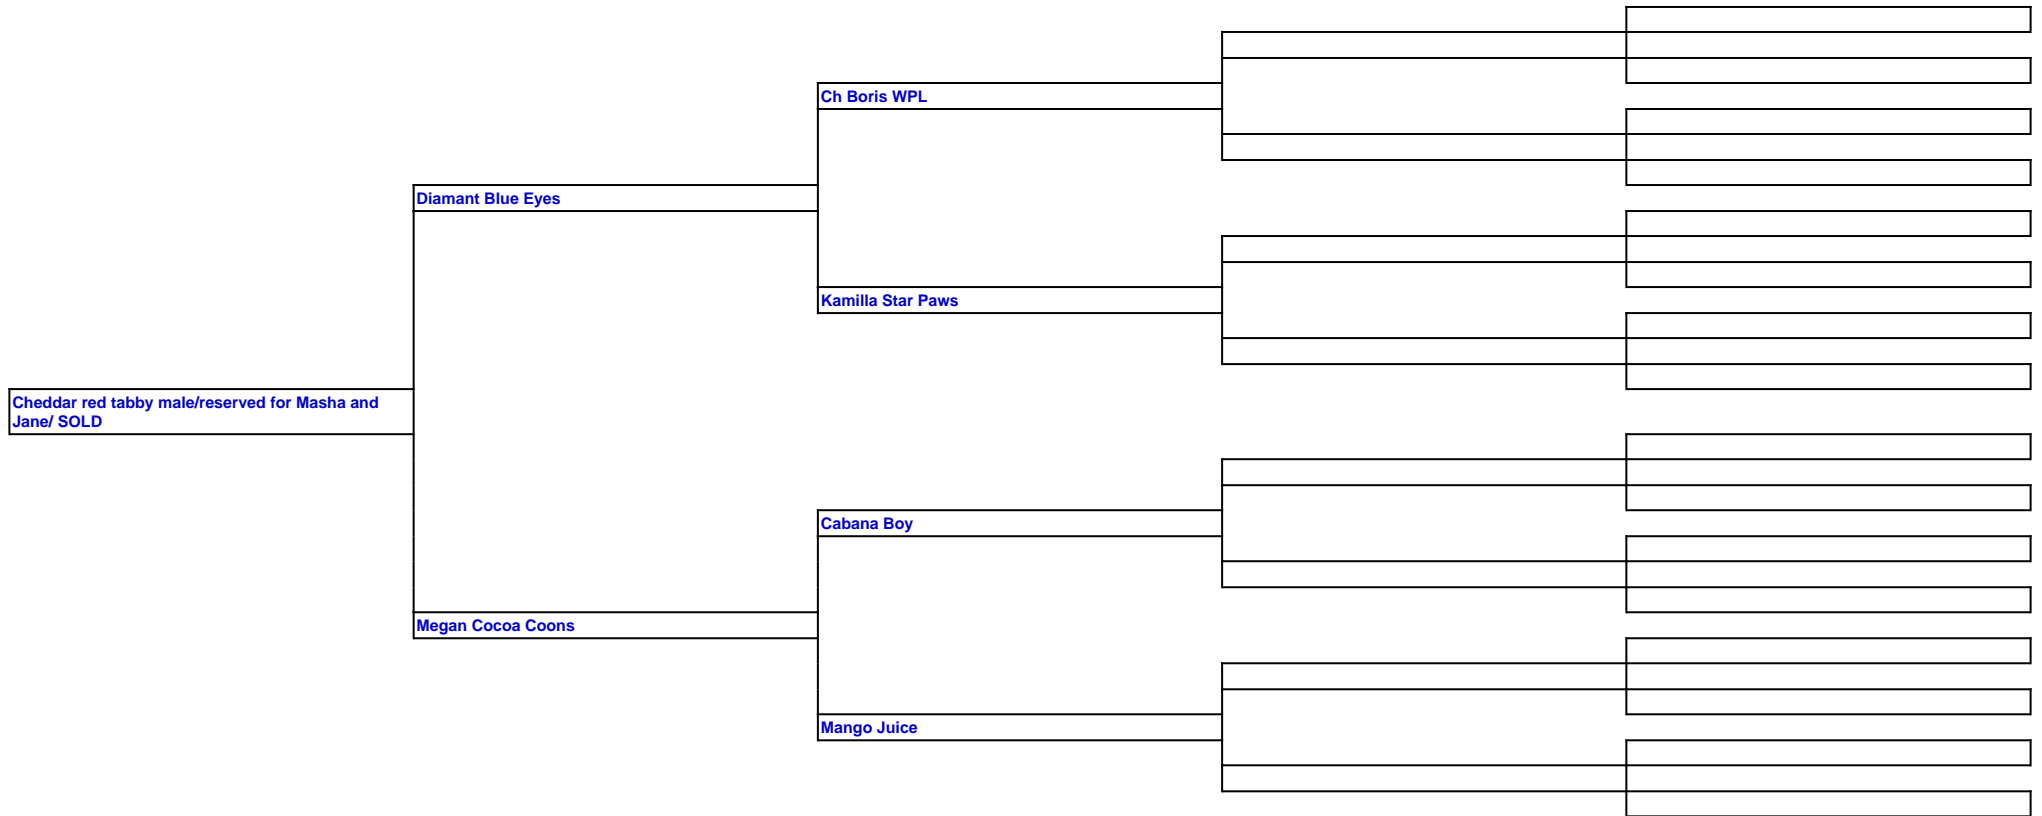 Ch Boris WPL
Diamant Blue Eyes
Kamilla Star Paws
Cheddar red tabby male/reserved for Masha and
Jane/ SOLD
Cabana Boy
Megan Cocoa Coons
Mango Juice